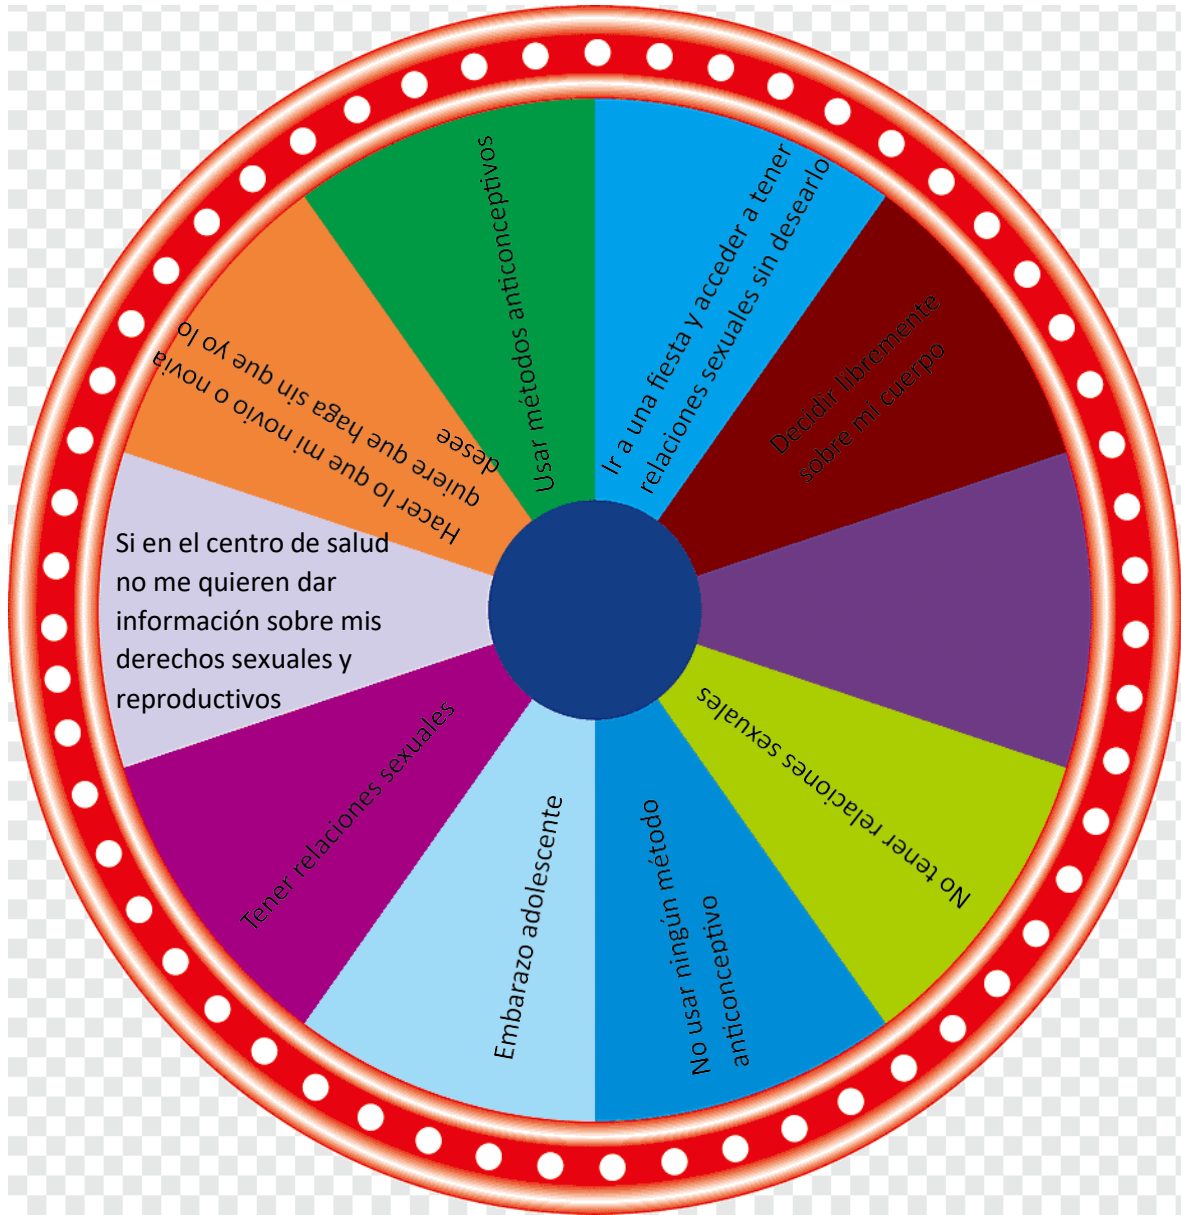 Usar métodos anticonceptivos
Ir a una fiesta y acceder a tener
relaciones sexuales sin desearlo
Decidir libremente
sobre mi cuerpo
No tener relaciones sexuales
No usar ningún método
anticonceptivo
Embarazo adolescente
Tener relaciones sexuales
Si en el centro de salud
no me quieren dar
información sobre mis
derechos sexuales y
reproductivos
Hacer lo que mi novio o novia
quiere que haga sin que yo lo
desee